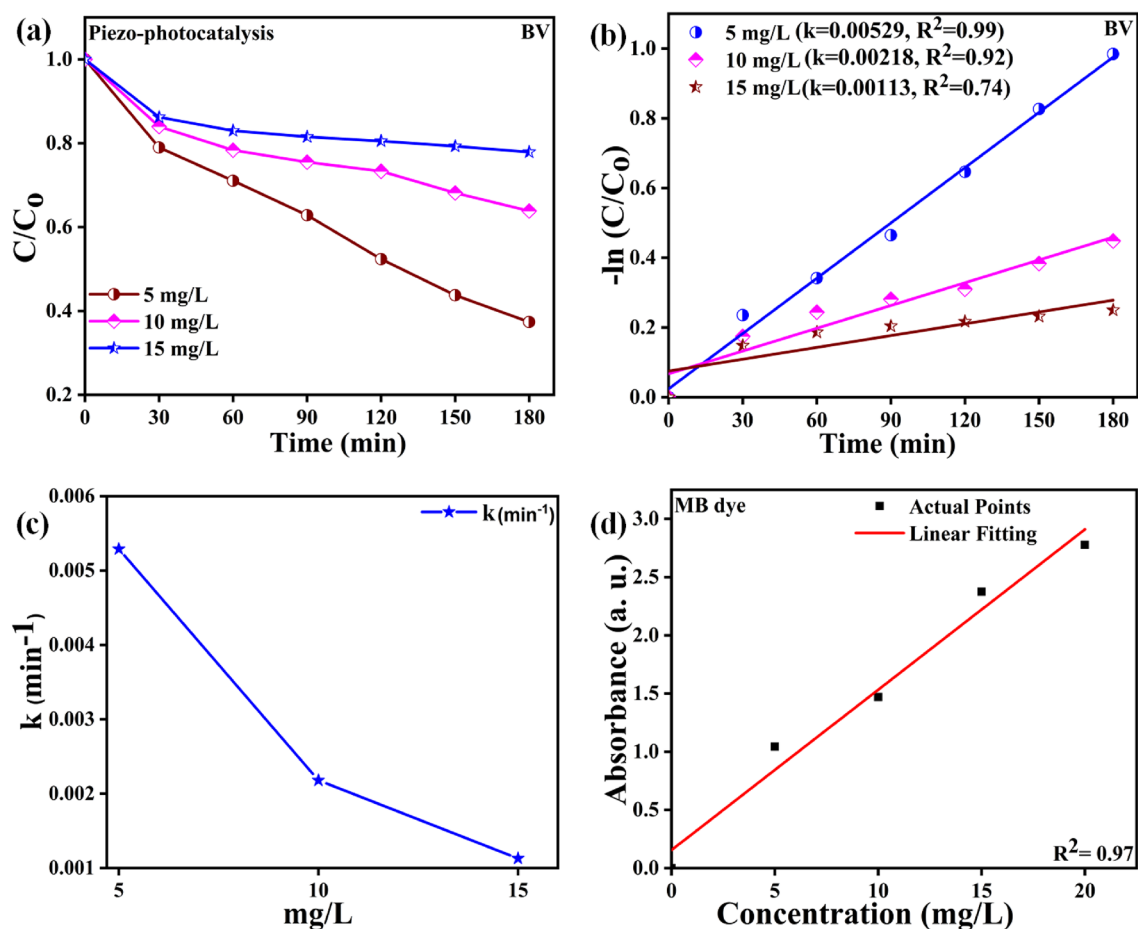 (a)
Piezo-photocatalysis
BV
1.0
0.8
0.6
0.4
0.2
C/C₀
5 mg/L
10 mg/L
15 mg/L
0
30
60
90
120
150
180
Time (min)
(b)
BV
5 mg/L (k=0.00529, R²=0.99)
10 mg/L (k=0.00218, R²=0.92)
15 mg/L(k=0.00113, R²=0.74)
1.0
0.8
0.6
0.4
0.2
0.0
-ln (C/C₀)
0
30
60
90
120
150
180
Time (min)
(c)
k (min⁻¹)
0.006
0.005
0.004
0.003
0.002
0.001
k (min⁻¹)
5
10
15
mg/L
(d)
MB dye
Actual Points
Linear Fitting
3.0
2.5
2.0
1.5
1.0
0.5
0.0
Absorbance (a. u.)
R²= 0.97
0
5
10
15
20
Concentration (mg/L)